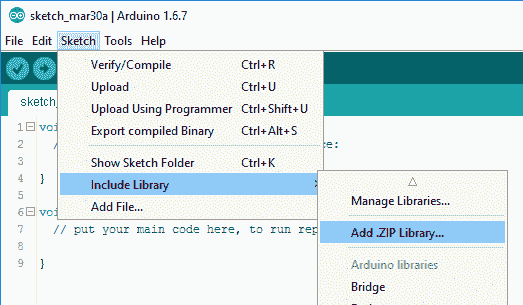 sketch_mar30a | Arduino 1.6.7
File Edit Sketch Tools Help
Verify/Compile Ctrl+R
Upload Ctrl+U
Upload Using Programmer Ctrl+Shift+U
Export compiled Binary Ctrl+Alt+S
Show Sketch Folder Ctrl+K
Include Library
Add File...
Manage Libraries...
Add .ZIP Library...
Arduino libraries
Bridge
sketch_
1 voi
2 / ce:
3
4 }
5
6 voi
7 // put your main code here, to run rep
8
9 }